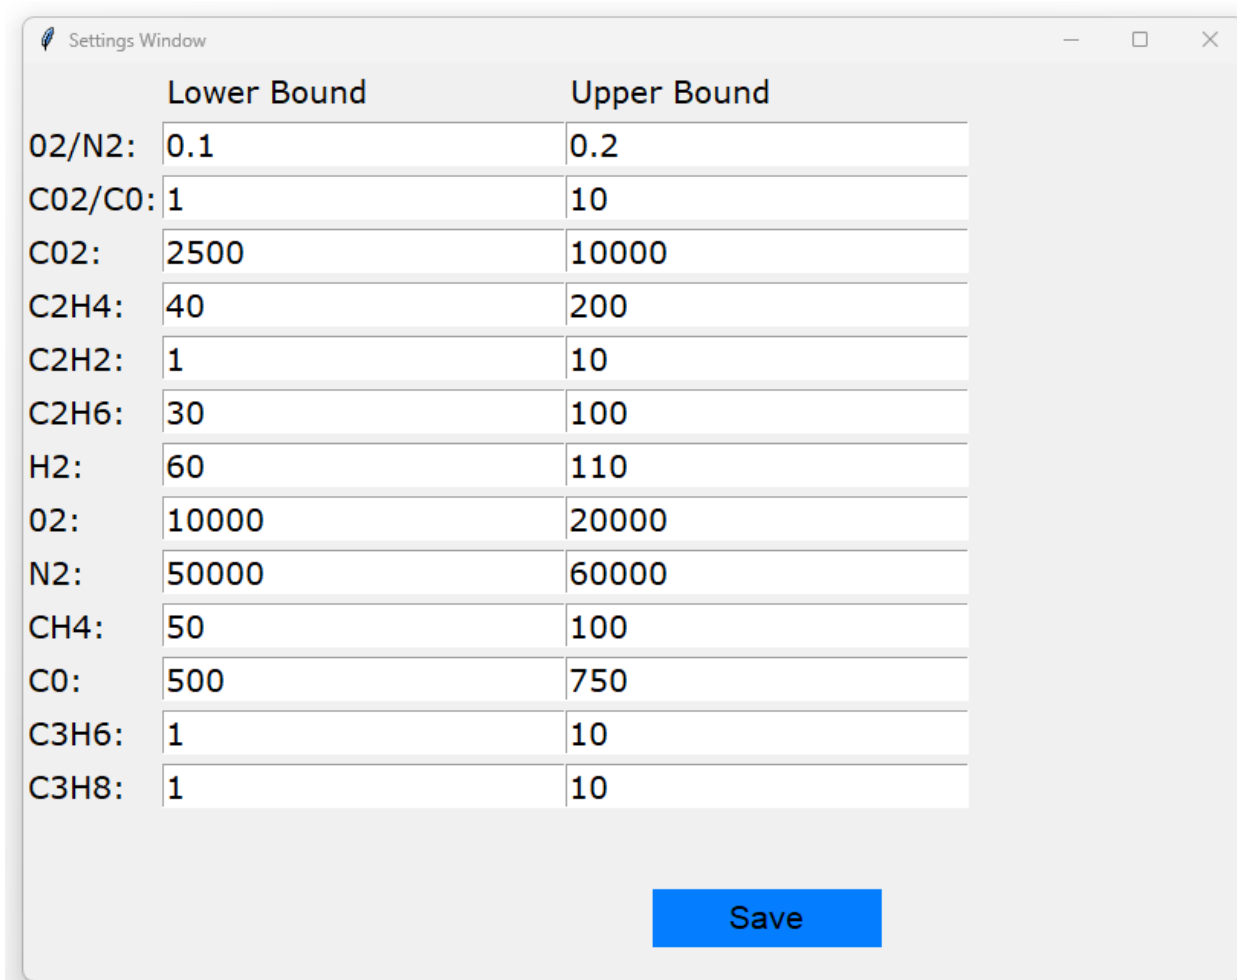 Settings Window
Lower Bound Upper Bound
02/N2: 0.1 0.2
C02/C0: 1 10
C02: 2500 10000
C2H4: 40 200
C2H2: 1 10
C2H6: 30 100
H2: 60 110
02: 10000 20000
N2: 50000 60000
CH4: 50 100
C0: 500 750
C3H6: 1 10
C3H8: 1 10
Save